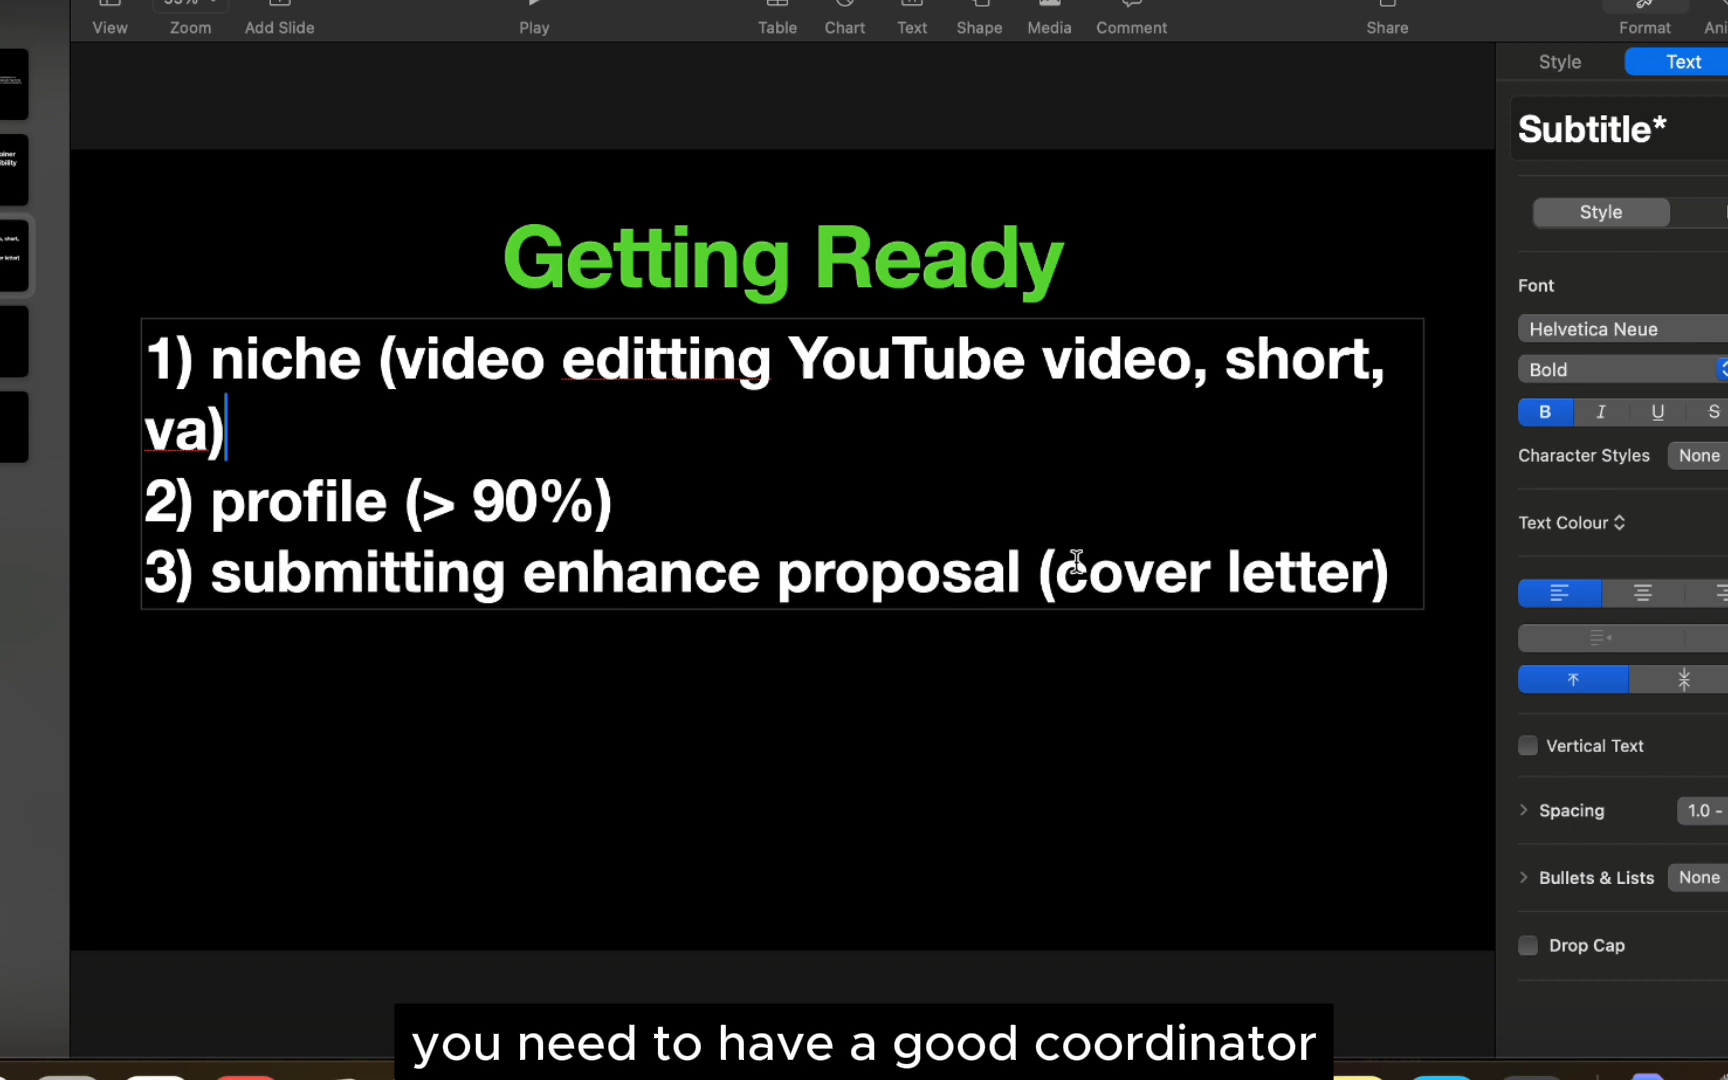 View
Zoom
Add Slide
Play
Table
Chart
Text
Shape
Media
Comment
Share
Format
Style
Text
Subtitle*
Style
Font
Helvetica Neue
Bold
B I U S
Character Styles None
Text Colour
Vertical Text
Spacing 1.0 -
Bullets & Lists None
Drop Cap
Getting Ready
1) niche (video editting YouTube video, short,
va)
2) profile (> 90%)
3) submitting enhance proposal (cover letter)
you need to have a good coordinator